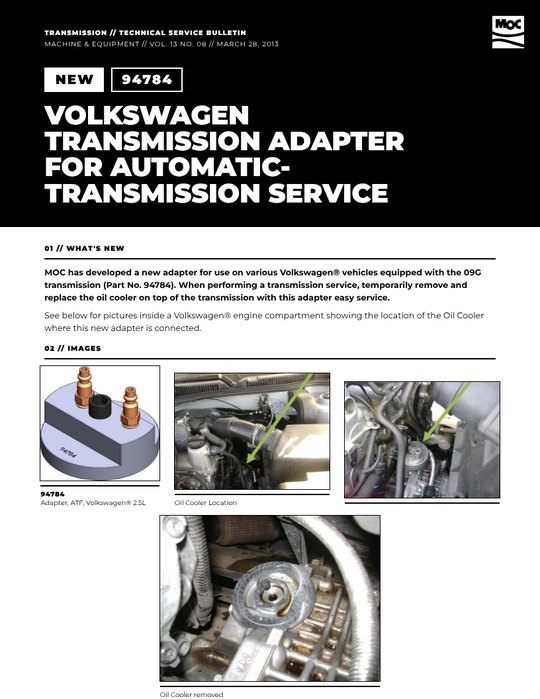 TRANSMISSION // TECHNICAL SERVICE BULLETIN
MACHINE & EQUIPMENT // VOL. 13 NO. 08 // MARCH 28, 2013
MOC
NEW
94784
VOLKSWAGEN
TRANSMISSION ADAPTER
FOR AUTOMATIC-
TRANSMISSION SERVICE
01 // WHAT'S NEW
MOC has developed a new adapter for use on various Volkswagen® vehicles equipped with the 09G
transmission (Part No. 94784). When performing a transmission service, temporarily remove and
replace the oil cooler on top of the transmission with this adapter easy service.
See below for pictures inside a Volkswagen® engine compartment showing the location of the Oil Cooler
where this new adapter is connected.
02 // IMAGES
94784
94784
Adapter, ATF, Volkswagen® 2.5L
Oil Cooler Location
Oil Cooler removed